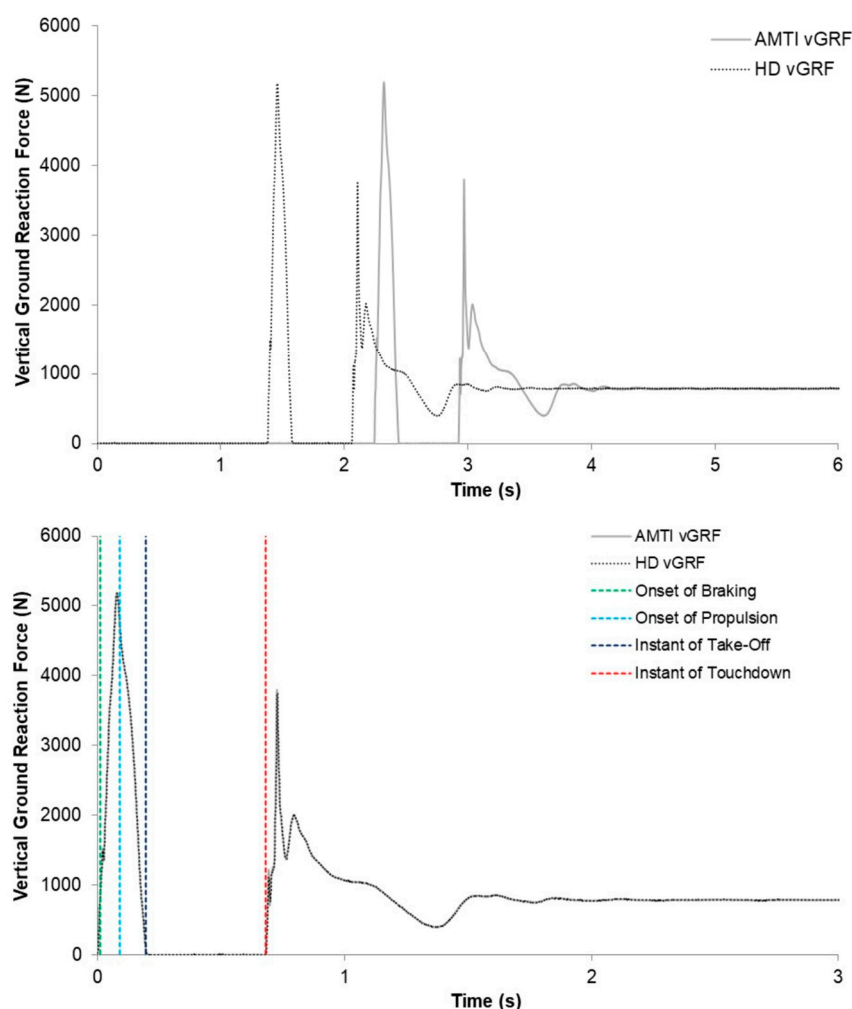 AMTI vGRF
HD vGRF
Vertical Ground Reaction Force (N)
6000
5000
4000
3000
2000
1000
0
0 1 2 3 4 5 6
Time (s)
AMTI vGRF
HD vGRF
Onset of Braking
Onset of Propulsion
Instant of Take-Off
Instant of Touchdown
Vertical Ground Reaction Force (N)
6000
5000
4000
3000
2000
1000
0
0 1 2 3
Time (s)